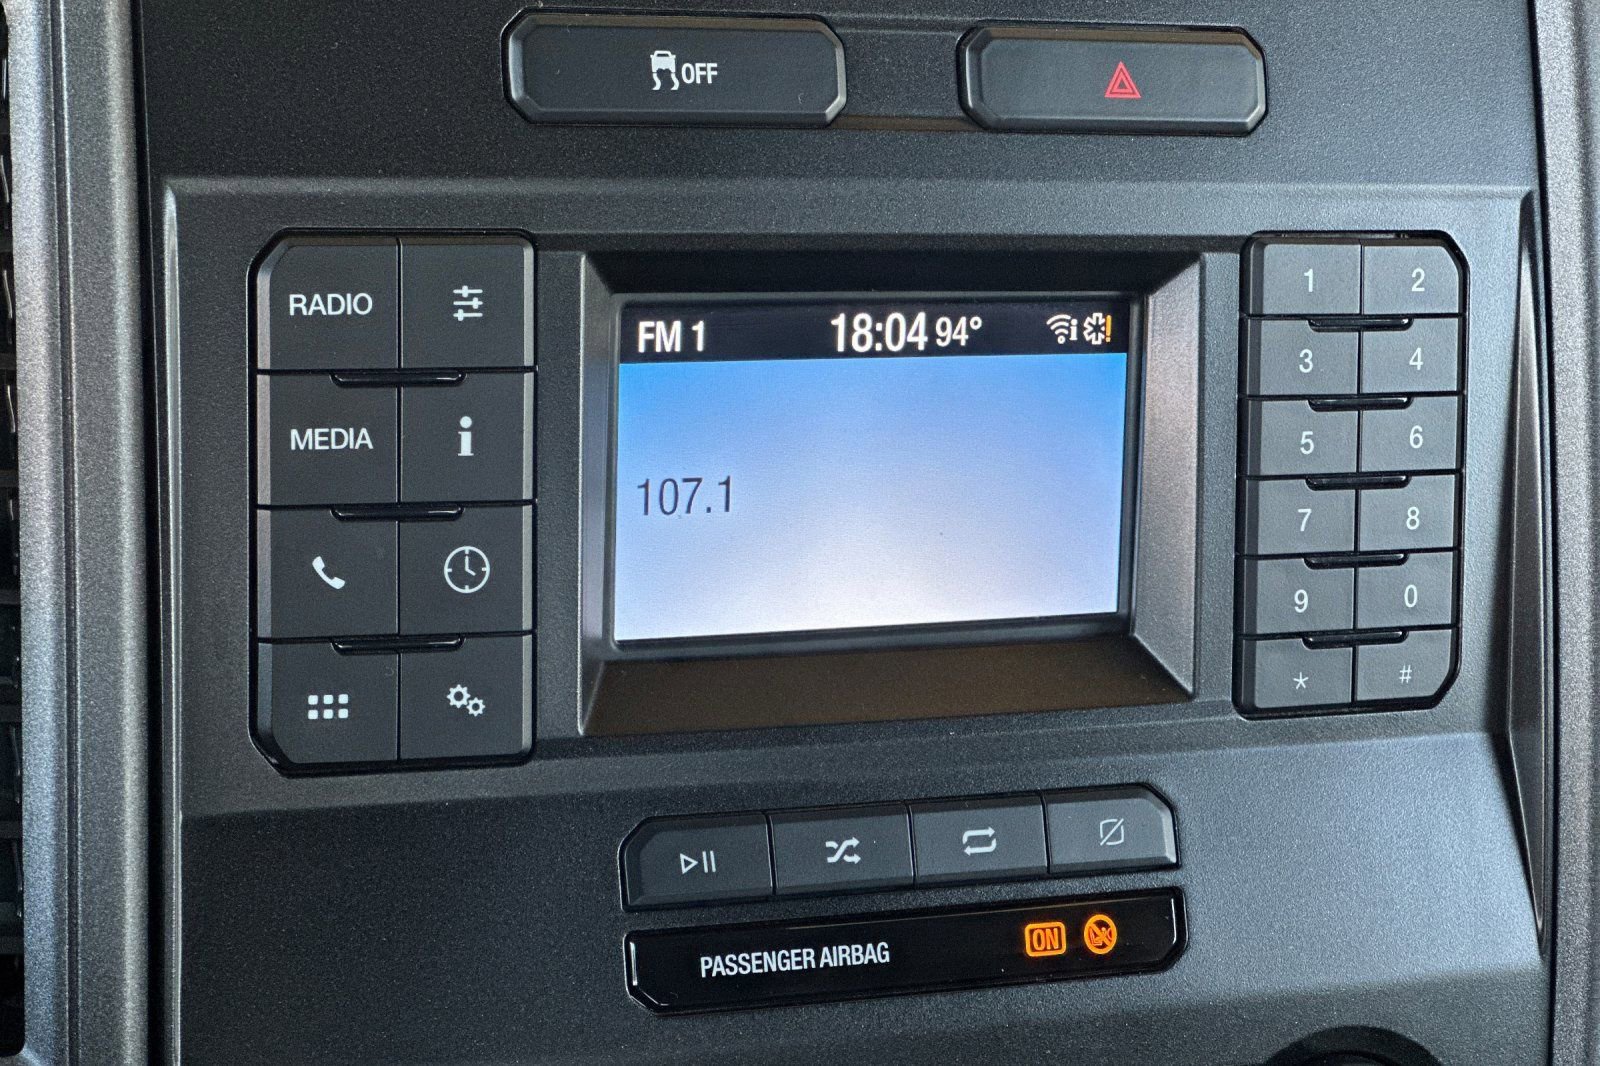 OFF
RADIO
MEDIA
i
FM 1 18:04 94° i !
107.1
1 2
3 4
5 6
7 8
9 0
* #
PASSENGER AIRBAG ON